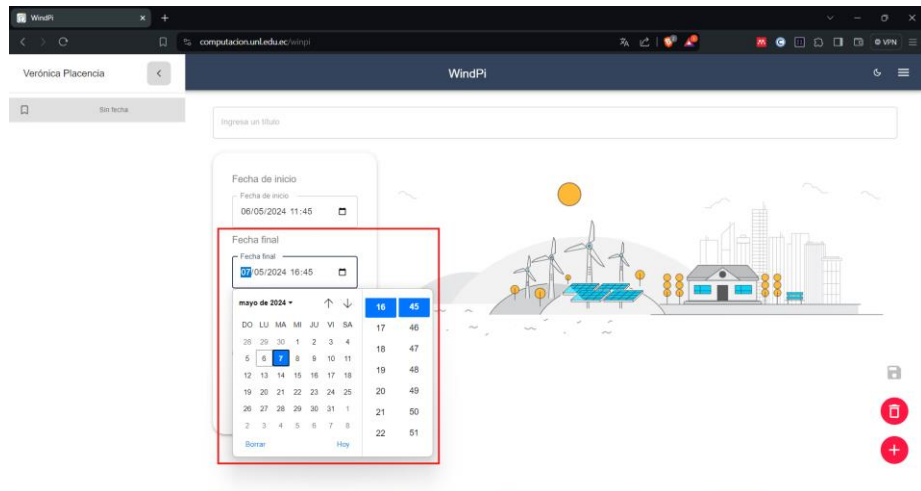 WindPi
computacion.unl.edu.ec/winpi
VPN
Verónica Placencia
WindPi
Sin fecha
Ingresa un título
Fecha de inicio
Fecha de inicio
06/05/2024 11:45
Fecha final
Fecha final
07/05/2024 16:45
mayo de 2024
16 45
DO LU MA MI JU VI SA
17 46
28 29 30 1 2 3 4
18 47
5 6 7 8 9 10 11
12 13 14 15 16 17 18
19 48
19 20 21 22 23 24 25
20 49
26 27 28 29 30 31 1
21 50
2 3 4 5 6 7 8
22 51
Borrar Hoy